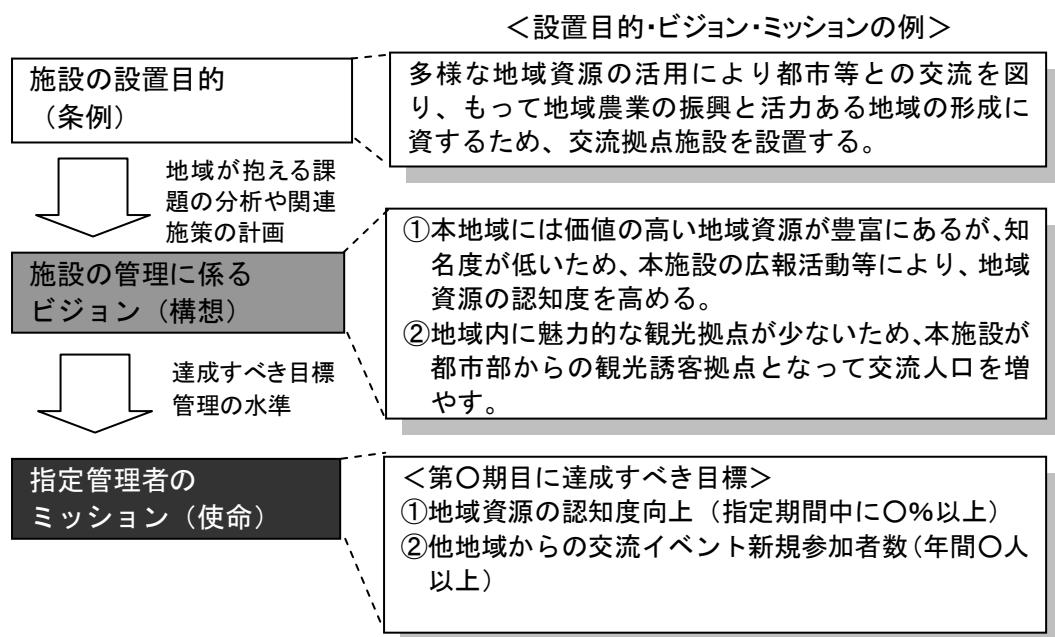 ＜設置目的・ビジョン・ミッションの例＞
施設の設置目的
（条例）
多様な地域資源の活用により都市等との交流を図
り、もって地域農業の振興と活力ある地域の形成に
資するため、交流拠点施設を設置する。
地域が抱える課
題の分析や関連
施策の計画
施設の管理に係る
ビジョン（構想）
①本地域には価値の高い地域資源が豊富にあるが、知
名度が低いため、本施設の広報活動等により、地域
資源の認知度を高める。
②地域内に魅力的な観光拠点が少ないため、本施設が
都市部からの観光誘客拠点となって交流人口を増
やす。
達成すべき目標
管理の水準
指定管理者の
ミッション（使命）
＜第〇期目に達成すべき目標＞
①地域資源の認知度向上（指定期間中に〇%以上）
②他地域からの交流イベント新規参加者数（年間〇人
以上）